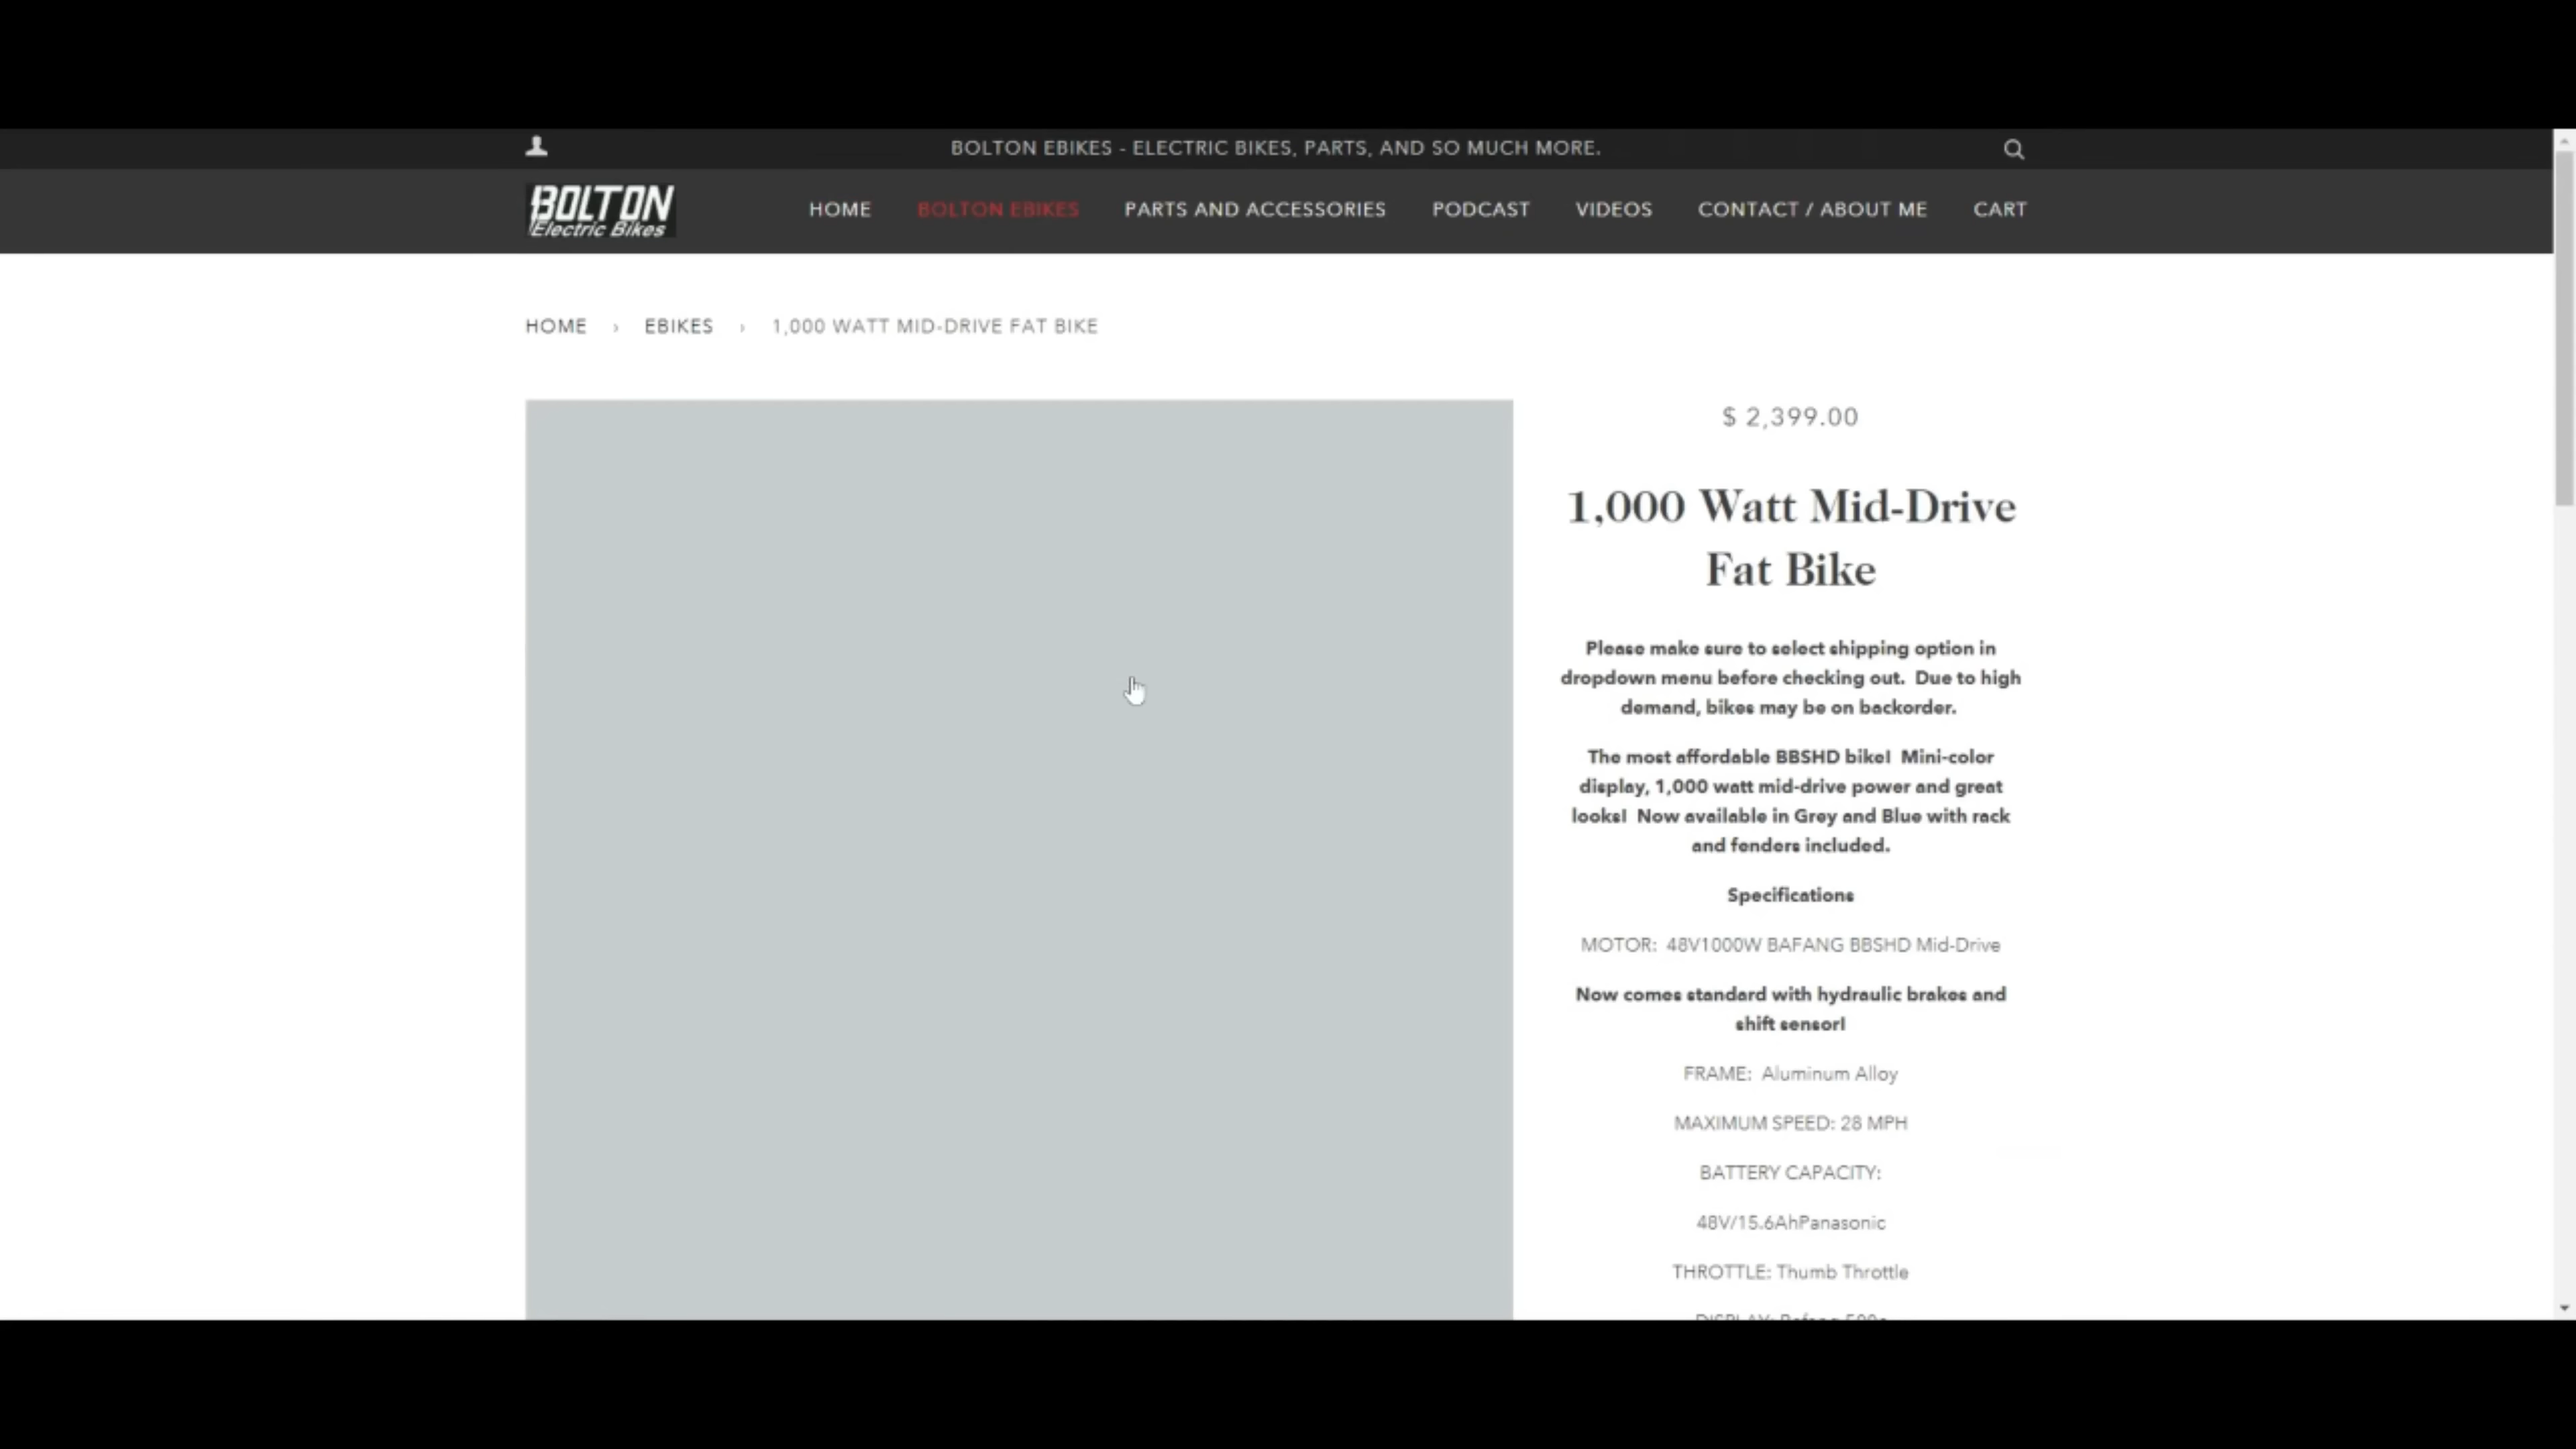 BOLTON EBIKES - ELECTRIC BIKES, PARTS, AND SO MUCH MORE.
BOLTON
Electric Bikes
HOME BOLTON EBIKES PARTS AND ACCESSORIES PODCAST VIDEOS CONTACT / ABOUT ME CART
HOME › EBIKES › 1,000 WATT MID-DRIVE FAT BIKE
$ 2,399.00
1,000 Watt Mid-Drive
Fat Bike
Please make sure to select shipping option in
dropdown menu before checking out. Due to high
demand, bikes may be on backorder.
The most affordable BBSHD bike! Mini-color
display, 1,000 watt mid-drive power and great
looks! Now available in Grey and Blue with rack
and fenders included.
Specifications
MOTOR: 48V1000W BAFANG BBSHD Mid-Drive
Now comes standard with hydraulic brakes and
shift sensor!
FRAME: Aluminum Alloy
MAXIMUM SPEED: 28 MPH
BATTERY CAPACITY:
48V/15.6AhPanasonic
THROTTLE: Thumb Throttle